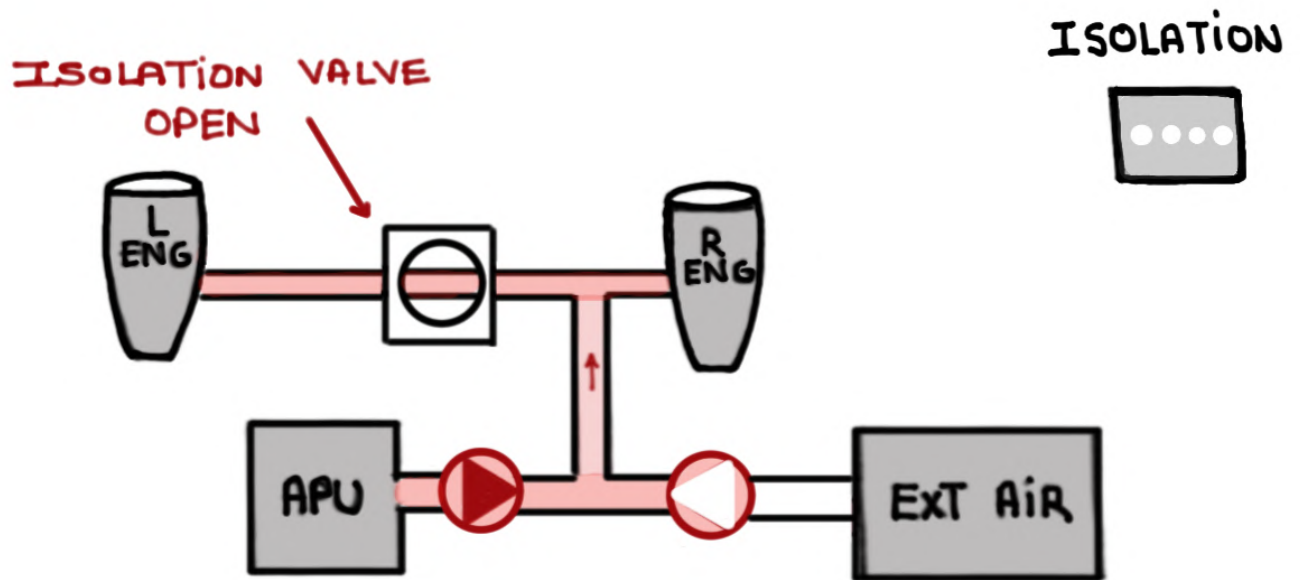 ISOLATION
ISOLATiON VALVE
OPEN
L
ENG
R
ENG
APU
EXT AiR